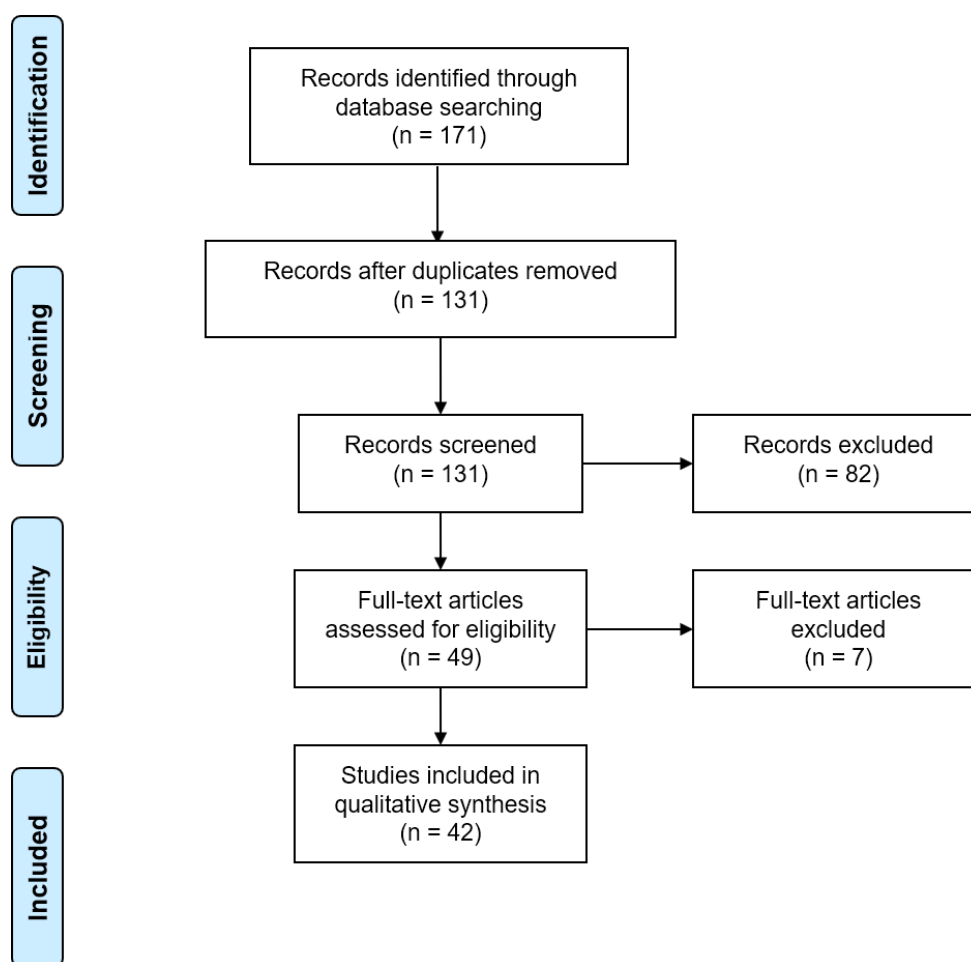 Identification
Records identified through
database searching
(n = 171)
Records after duplicates removed
(n = 131)
Screening
Records screened
(n = 131)
Records excluded
(n = 82)
Eligibility
Full-text articles
assessed for eligibility
(n = 49)
Full-text articles
excluded
(n = 7)
Included
Studies included in
qualitative synthesis
(n = 42)